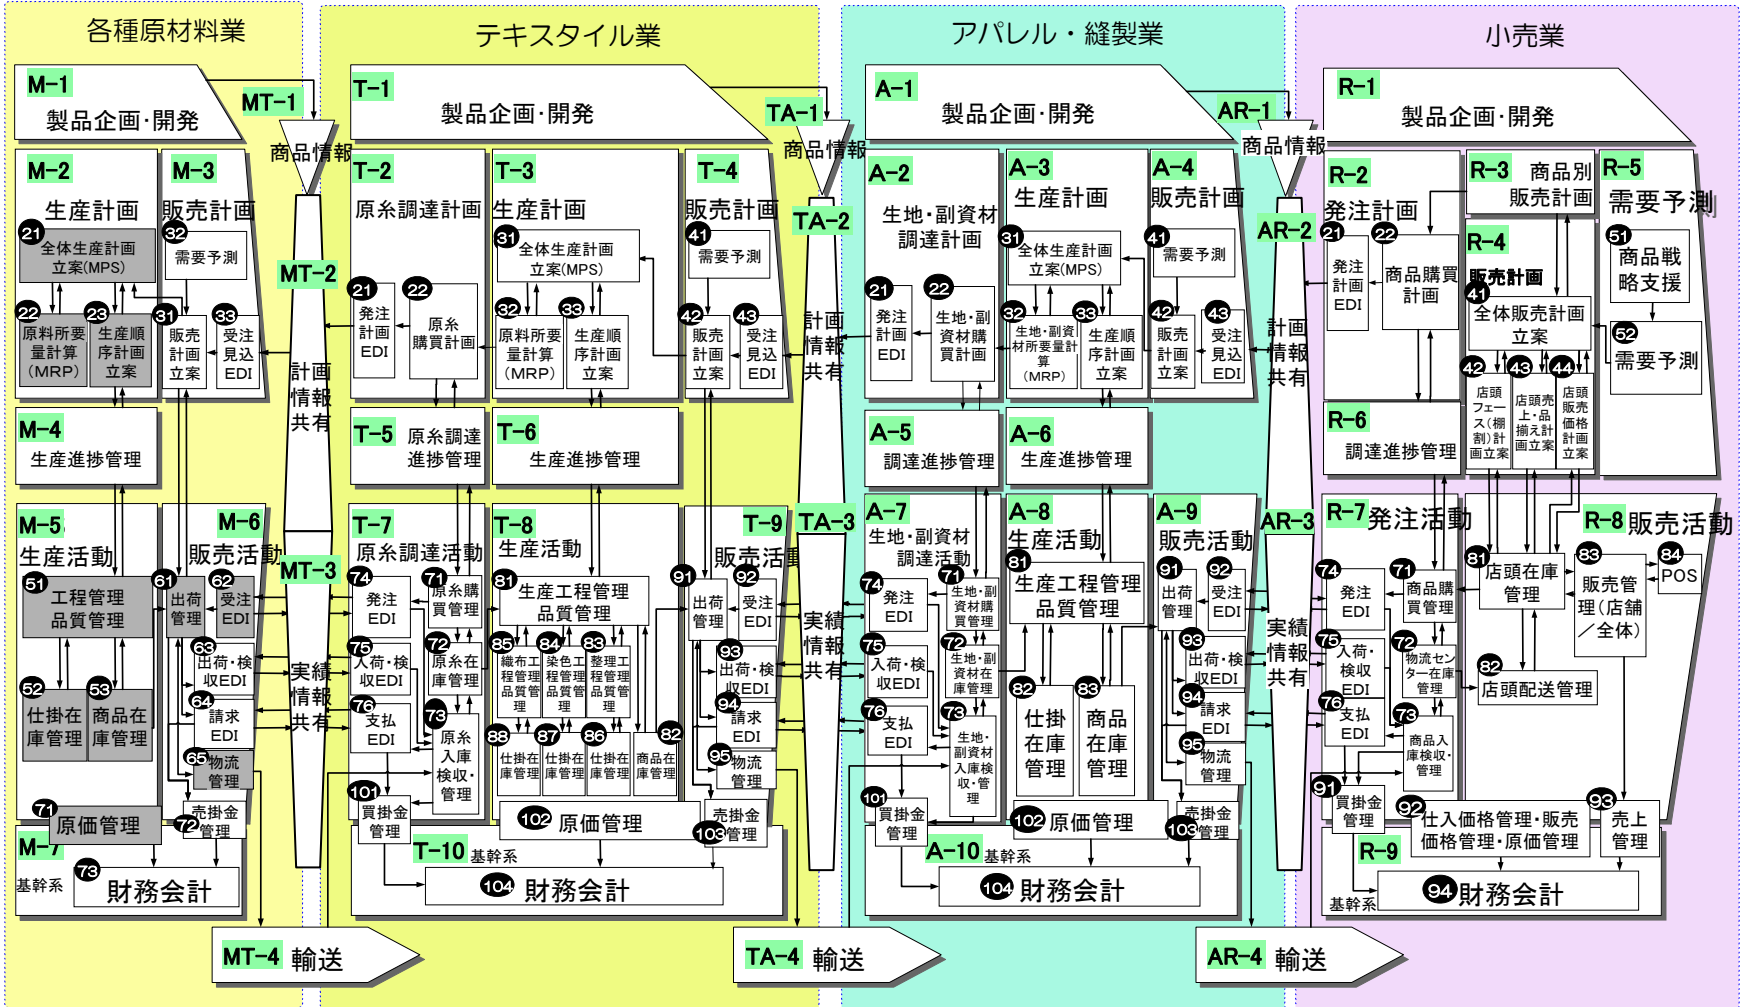 各種原材料業
M-1
製品企画・開発
MT-1
商品情報
M-2
生産計画
21
全体生産計画
立案(MPS)
22
原料所要
量計算
(MRP)
23
生産順
序計画
立案
M-3
販売計画
32
需要予測
31
販売
計画
立案
33
受注
見込
EDI
MT-2
計画
情報
共有
M-4
生産進捗管理
M-5
生産活動
51
工程管理
品質管理
52
仕掛在
庫管理
53
商品在
庫管理
M-6
販売活動
61
出荷
管理
62
受注
EDI
63
出荷・検
収EDI
64
請求
EDI
65
物流
管理
MT-3
実績
情報
共有
71
原価管理
72
売掛金
管理
M-7
基幹系
73
財務会計
MT-4 輸送
テキスタイル業
T-1
製品企画・開発
TA-1
商品情報
T-2
原糸調達計画
21
発注
計画
EDI
22
原糸
購買計画
T-3
生産計画
31
全体生産計画
立案(MPS)
32
原料所要
量計算
(MRP)
33
生産順
序計画
立案
T-4
販売計画
41
需要予測
42
販売
計画
立案
43
受注
見込
EDI
TA-2
計画
情報
共有
T-5
原糸調達
進捗管理
T-6
生産進捗管理
T-7
原糸調達活動
74
発注
EDI
71
原糸購
買管理
75
入荷・検
収EDI
72
原糸在
庫管理
76
支払
EDI
73
原糸
入庫
検収・
管理
T-8
生産活動
81
生産工程管理
品質管理
85
織布工
程管理
品質管
理
84
染色工
程管理
品質管
理
83
整理工
程管理
品質管
理
88
仕掛在
庫管理
87
仕掛在
庫管理
86
仕掛在
庫管理
82
商品在
庫管理
T-9
販売活動
91
出荷
管理
92
受注
EDI
93
出荷・検
収EDI
94
請求
EDI
95
物流
管理
TA-3
実績
情報
共有
101
買掛金
管理
102 原価管理
103
売掛金
管理
T-10
基幹系
104 財務会計
TA-4 輸送
アパレル・縫製業
A-1
製品企画・開発
AR-1
商品情報
A-2
生地・副資材
調達計画
21
発注
計画
EDI
22
生地・副
資材購
買計画
A-3
生産計画
31
全体生産計画
立案(MPS)
32
生地・副資
材所要量計
算
(MRP)
33
生産順
序計画
立案
A-4
販売計画
41
需要予測
42
販売
計画
立案
43
受注
見込
EDI
AR-2
計画
情報
共有
A-5
調達進捗管理
A-6
生産進捗管理
A-7
生地・副資材
調達活動
74
発注
EDI
71
生地・副
資材購
買管理
75
入荷・検
収EDI
72
生地・副
資材在
庫管理
76
支払
EDI
73
生地・
副資材
入庫検
収・管
理
A-8
生産活動
81
生産工程管理
品質管理
82
仕掛
在庫
管理
83
商品
在庫
管理
A-9
販売活動
91
出荷
管理
92
受注
EDI
93
出荷・検
収EDI
94
請求
EDI
95
物流
管理
AR-3
実績
情報
共有
101
買掛金
管理
102 原価管理
103
売掛金
管理
A-10
基幹系
104 財務会計
AR-4 輸送
小売業
R-1
製品企画・開発
R-2
発注計画
21
発注
計画
EDI
22
商品購買
計画
R-3
商品別
販売計画
R-4
販売計画
41
全体販売計画
立案
42
店頭
フェー
ス(棚
割)計
画立案
43
店頭売
上・品
揃え計
画立案
44
店頭
販売
価格
計画
立案
R-5
需要予測
51
商品戦
略支援
52
需要予測
R-6
調達進捗管理
R-7 発注活動
74
発注
EDI
71
商品購
買管理
75
入荷・
検収
EDI
72
物流セン
ター在庫
管理
76
支払
EDI
73
商品入
庫検収・
管理
R-8 販売活動
81
店頭在庫
管理
83
販売管
理(店舗
/全体)
84
POS
82
店頭配送管理
91
買掛金
管理
92
仕入価格管理・販売
価格管理・原価管理
93
売上
管理
R-9
基幹系
94 財務会計